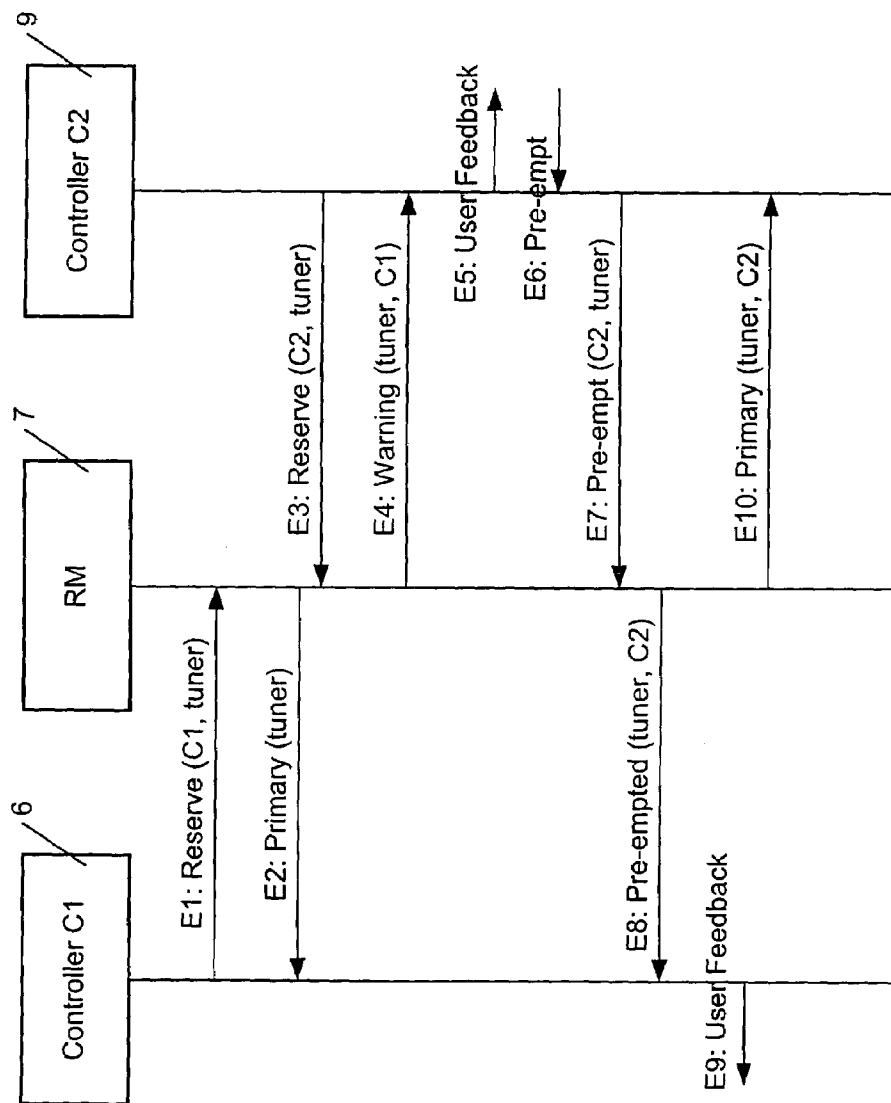 Controller C1
6
RM
7
Controller C2
9
E1: Reserve (C1, tuner)
E2: Primary (tuner)
E3: Reserve (C2, tuner)
E4: Warning (tuner, C1)
E5: User Feedback
E6: Pre-empt
E7: Pre-empt (C2, tuner)
E8: Pre-empted (tuner, C2)
E9: User Feedback
E10: Primary (tuner, C2)